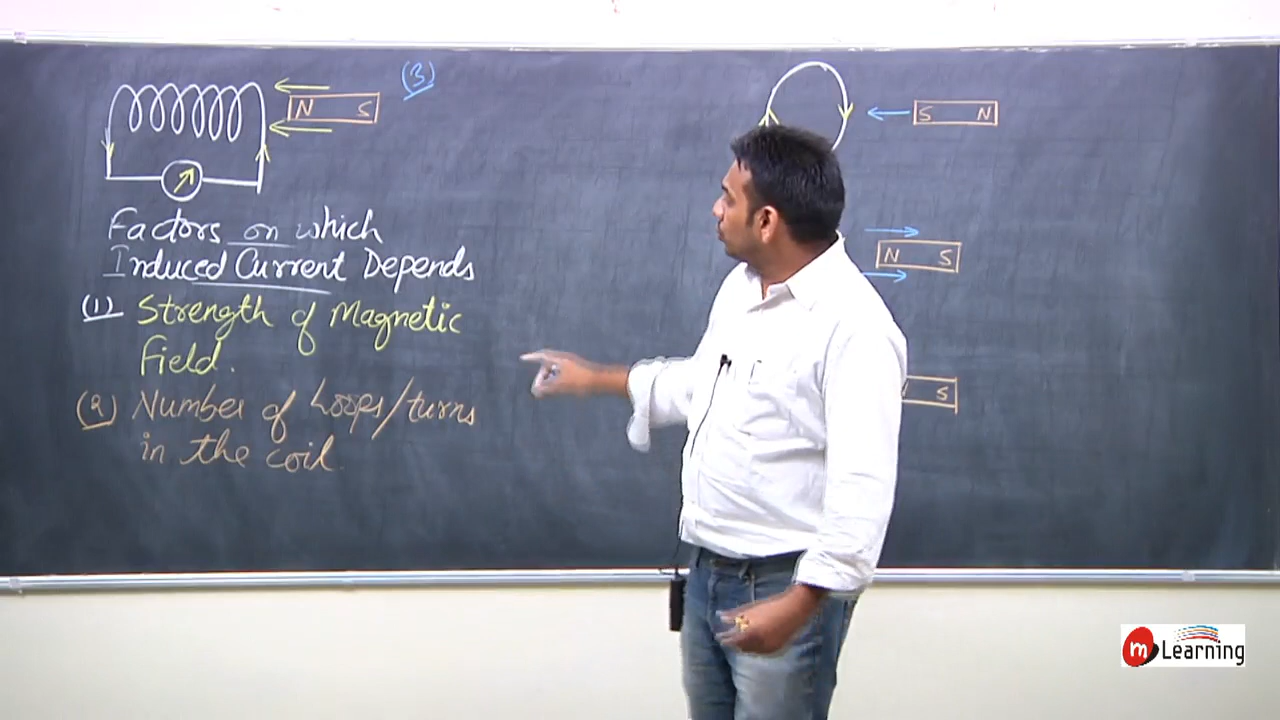 N S
(3)
Factors on which
Induced Current Depends
(1) Strength of Magnetic
field.
(2) Number of Loops/turns
in the coil.
S N
N S
S
m Learning